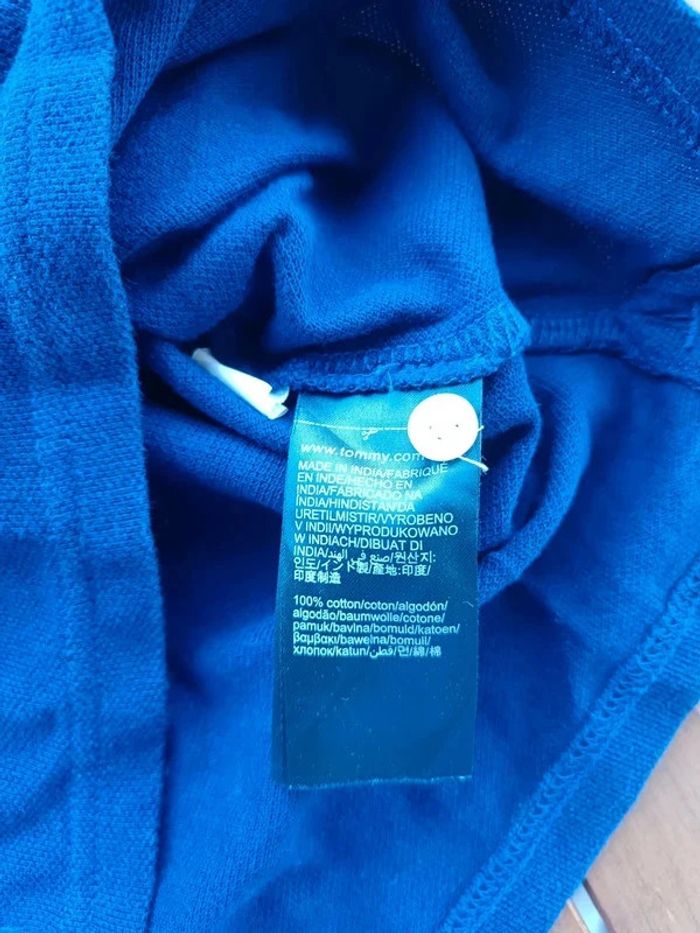 www.tommy.com
MADE IN INDIA/FABRIQUÉ
EN INDE/HECHO EN
INDIA/FABRICADO NA
ÍNDIA/HINDISTAN'DA
URETILMISTIR/VYROBENO
V INDII/WYPRODUKOWANO
W INDIACH/DIBUAT DI
INDIA/صنع في الهند/원산지:
인도/インド製/產地:印度/
印度制造
100% cotton/coton/algodón/
algodão/baumwolle/cotone/
pamuk/bavlna/bomuld/katoen/
βαμβακι/bawełna/bomull/
хлопок/katun/قطن/면/綿/棉